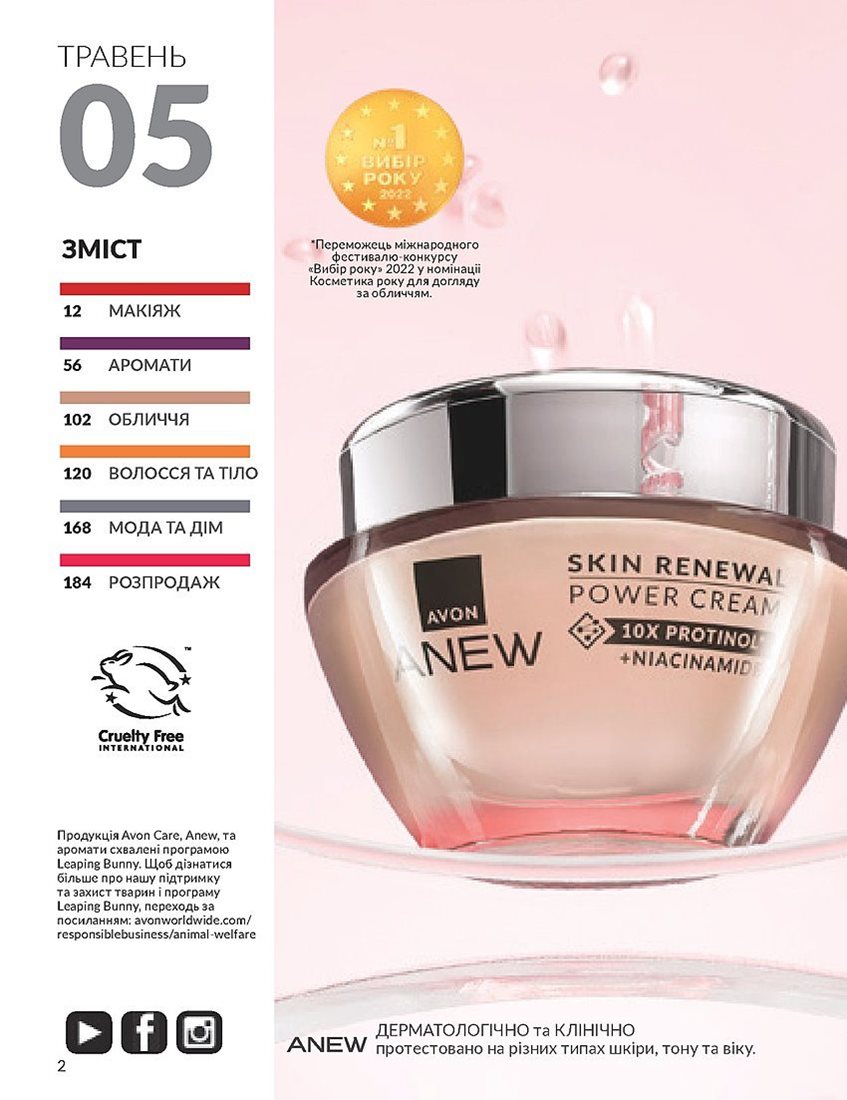 ТРАВЕНЬ
05
ЗМІСТ
12 МАКІЯЖ
56 АРОМАТИ
102 ОБЛИЧЧЯ
120 ВОЛОССЯ ТА ТІЛО
168 МОДА ТА ДІМ
184 РОЗПРОДАЖ
Cruelty Free
INTERNATIONAL
Продукція Avon Care, Anew, та
аромати схвалені програмою
Leaping Bunny. Щоб дізнатися
більше про нашу підтримку
та захист тварин і програму
Leaping Bunny, переходь за
посиланням: avonworldwide.com/
responsiblebusiness/animal-welfare
2
№1
ВИБІР
РОКУ
2022
*Переможець міжнародного
фестивалю-конкурсу
«Вибір року» 2022 у номінації
Косметика року для догляду
за обличчям.
AVON
ANEW
SKIN RENEWAL
POWER CREAM
10X PROTINOL
+NIACINAMIDE
ANEW ДЕРМАТОЛОГІЧНО та КЛІНІЧНО
протестовано на різних типах шкіри, тону та віку.